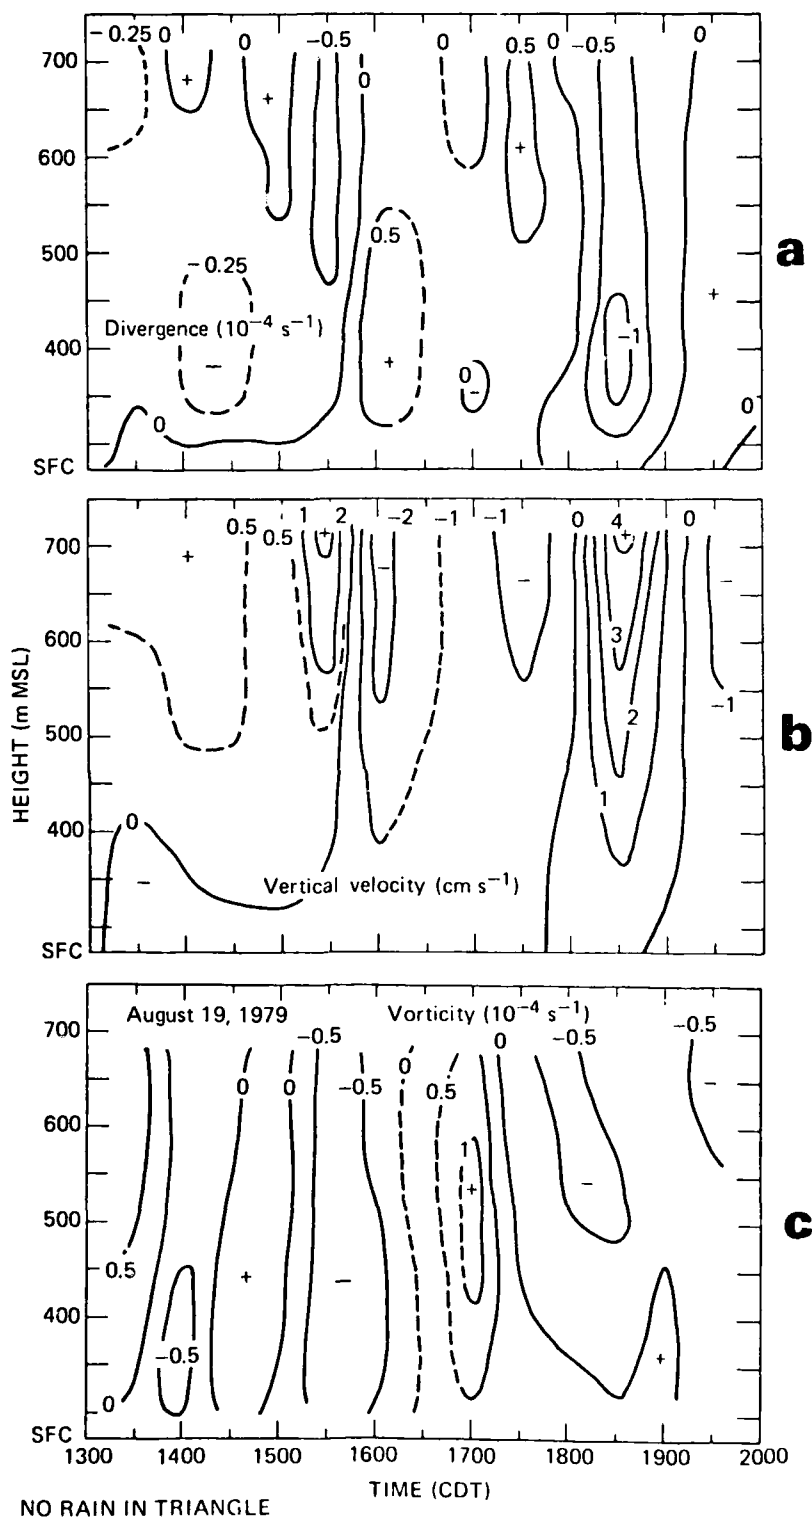 -0.25 0 0 -0.5 0 0.5 0 -0.5 0
700 + + 0
600 +
500 0.5
-0.25 +
Divergence (10⁻⁴ s⁻¹)
400 - + 0 - -1
0 0
SFC
a
0.5 1 2 -2 -1 -1 0 4 0
700 + 0.5 + - - + -
600 3
-1
2
500
1
400 0
- Vertical velocity (cm s⁻¹)
SFC
HEIGHT (m MSL)
b
August 19, 1979 Vorticity (10⁻⁴ s⁻¹) -0.5
700 -0.5 0 -0.5
0 0 -0.5 0 0.5 -
600 1
+ -
500
0.5 + -
400
-0.5 +
0
SFC
c
1300 1400 1500 1600 1700 1800 1900 2000
TIME (CDT)
NO RAIN IN TRIANGLE